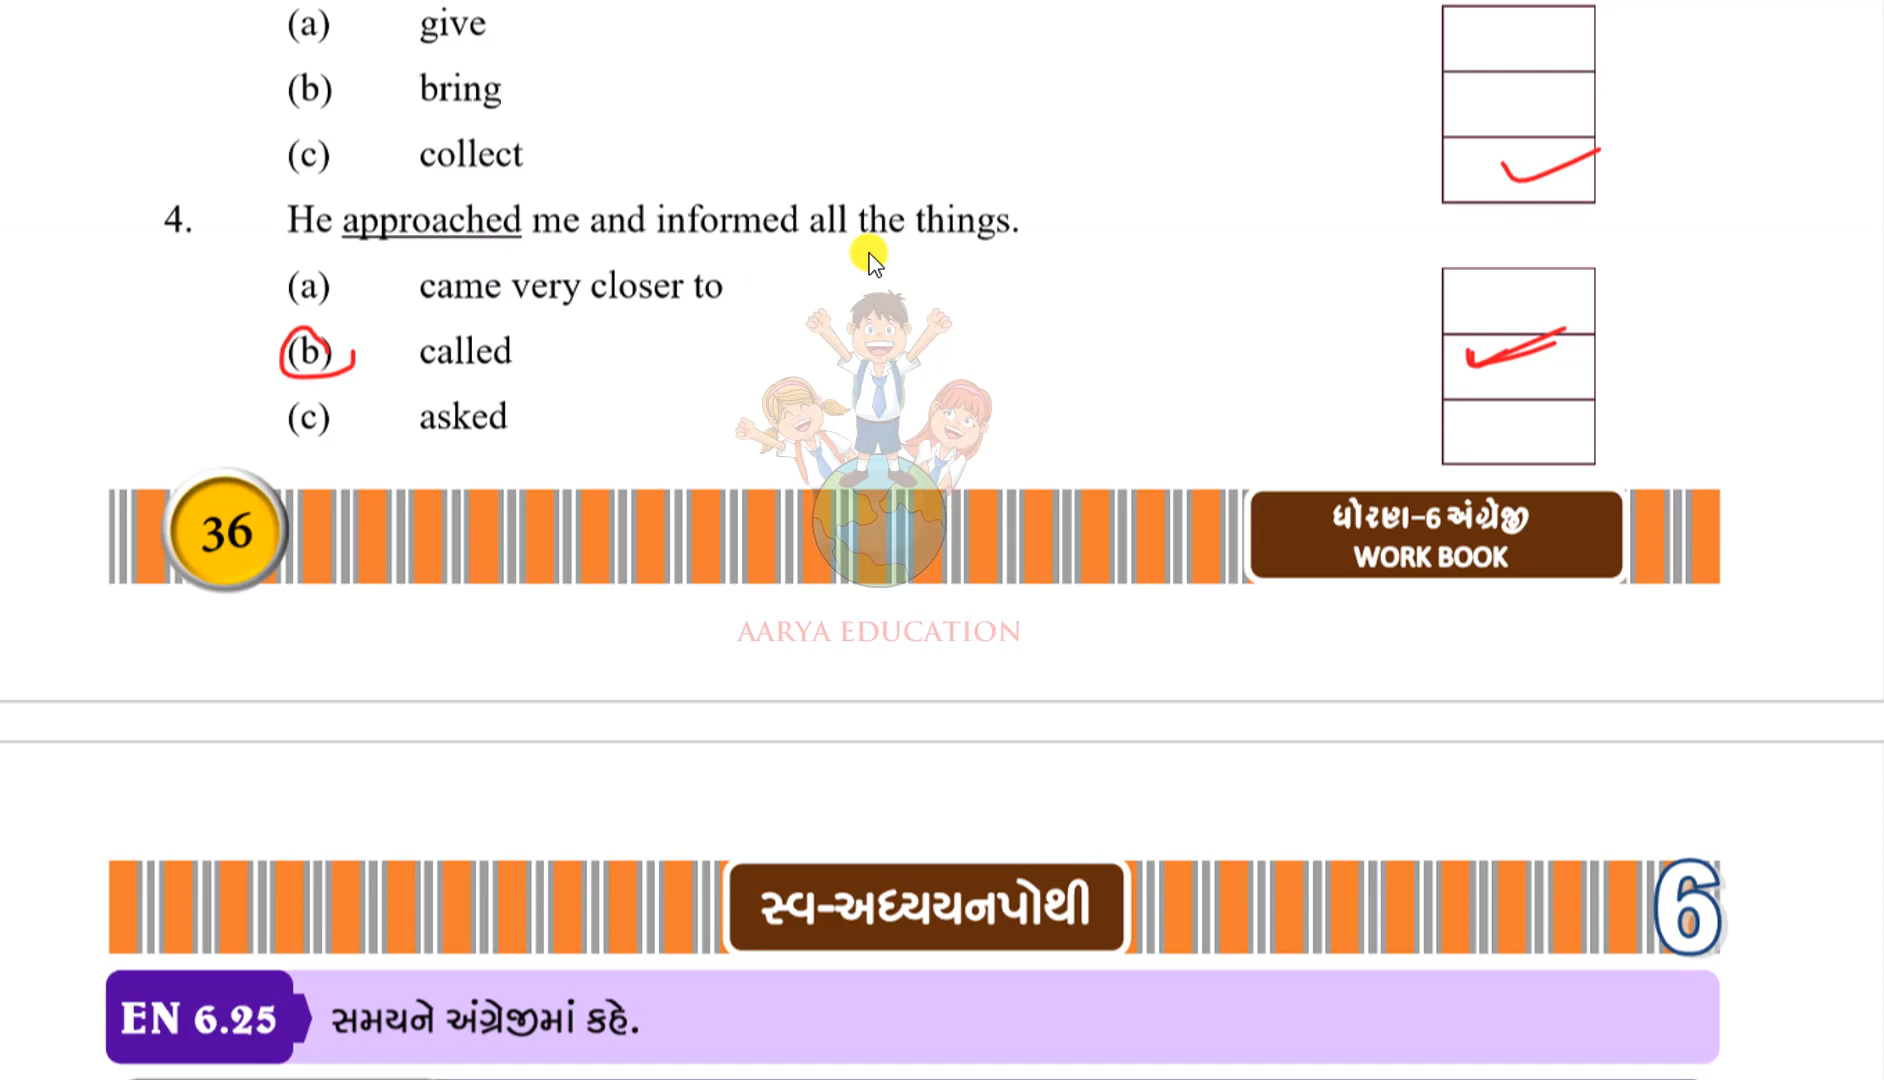 (a) give
(b) bring
(c) collect
4. He approached me and informed all the things.
(a) came very closer to
(b) called
(c) asked
36
ધોરણ-6 અંગ્રેજી
WORK BOOK
AARYA EDUCATION
સ્વ-અધ્યયનપોથી
6
EN 6.25 સમયને અંગ્રેજીમાં કહે.